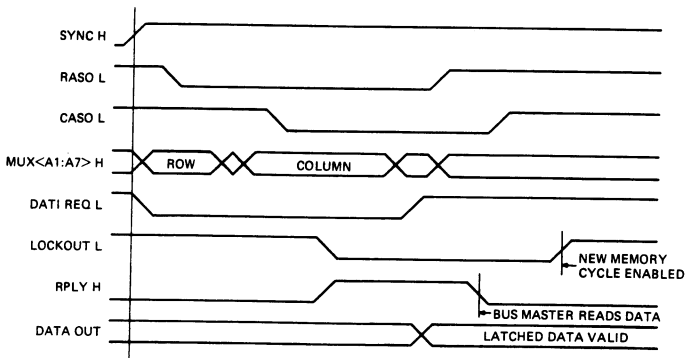 SYNC H
RASO L
CASO L
MUX<A1:A7> H
ROW
COLUMN
DATI REQ L
LOCKOUT L
NEW MEMORY
CYCLE ENABLED
RPLY H
BUS MASTER READS DATA
DATA OUT
LATCHED DATA VALID